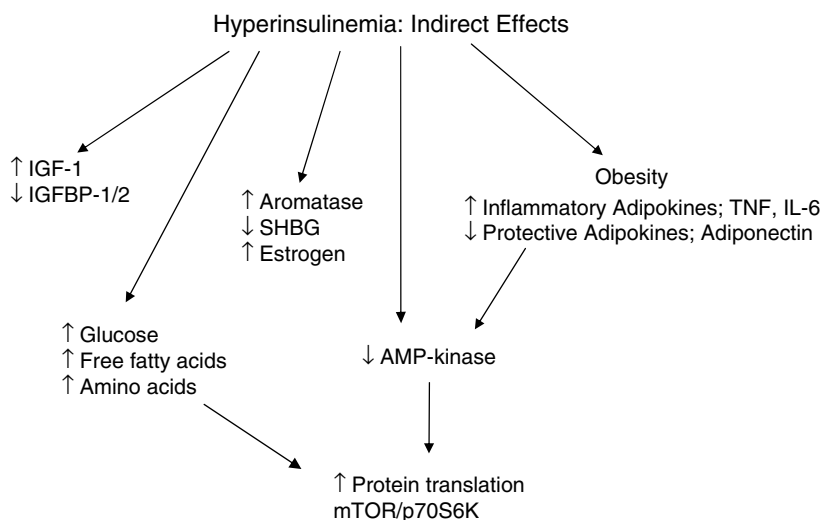 Hyperinsulinemia: Indirect Effects
↑ IGF-1
↓ IGFBP-1/2
↑ Aromatase
↓ SHBG
↑ Estrogen
Obesity
↑ Inflammatory Adipokines; TNF, IL-6
↓ Protective Adipokines; Adiponectin
↑ Glucose
↑ Free fatty acids
↑ Amino acids
↓ AMP-kinase
↑ Protein translation
mTOR/p70S6K